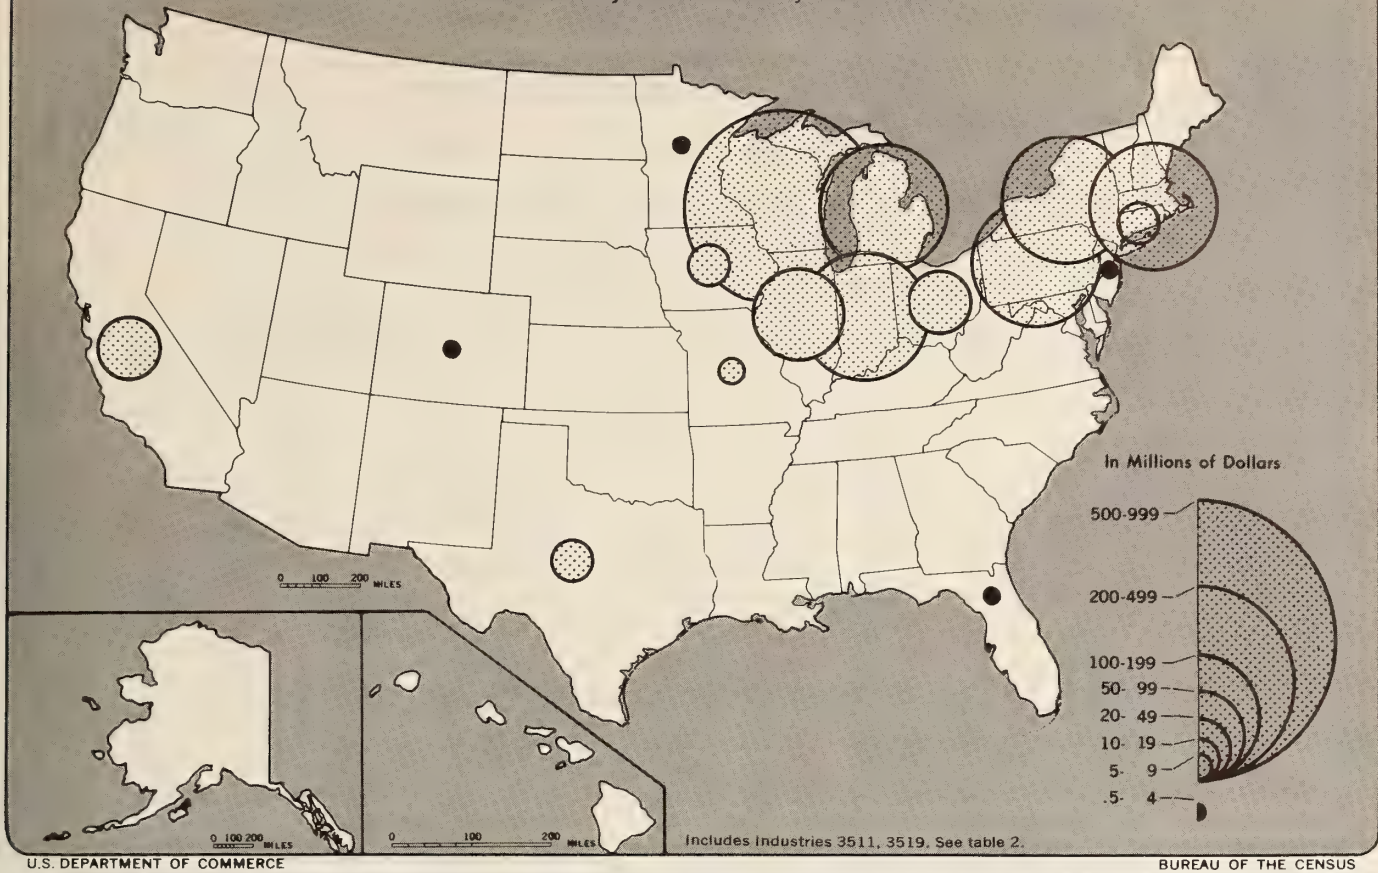 In Millions of Dollars
500-999
200-499
100-199
50- 99
20- 49
10- 19
5- 9
.5- 4
0 100 200 MILES
0 100 200 MILES
0 100 200 MILES
Includes Industries 3511, 3519. See table 2.
U.S. DEPARTMENT OF COMMERCE
BUREAU OF THE CENSUS